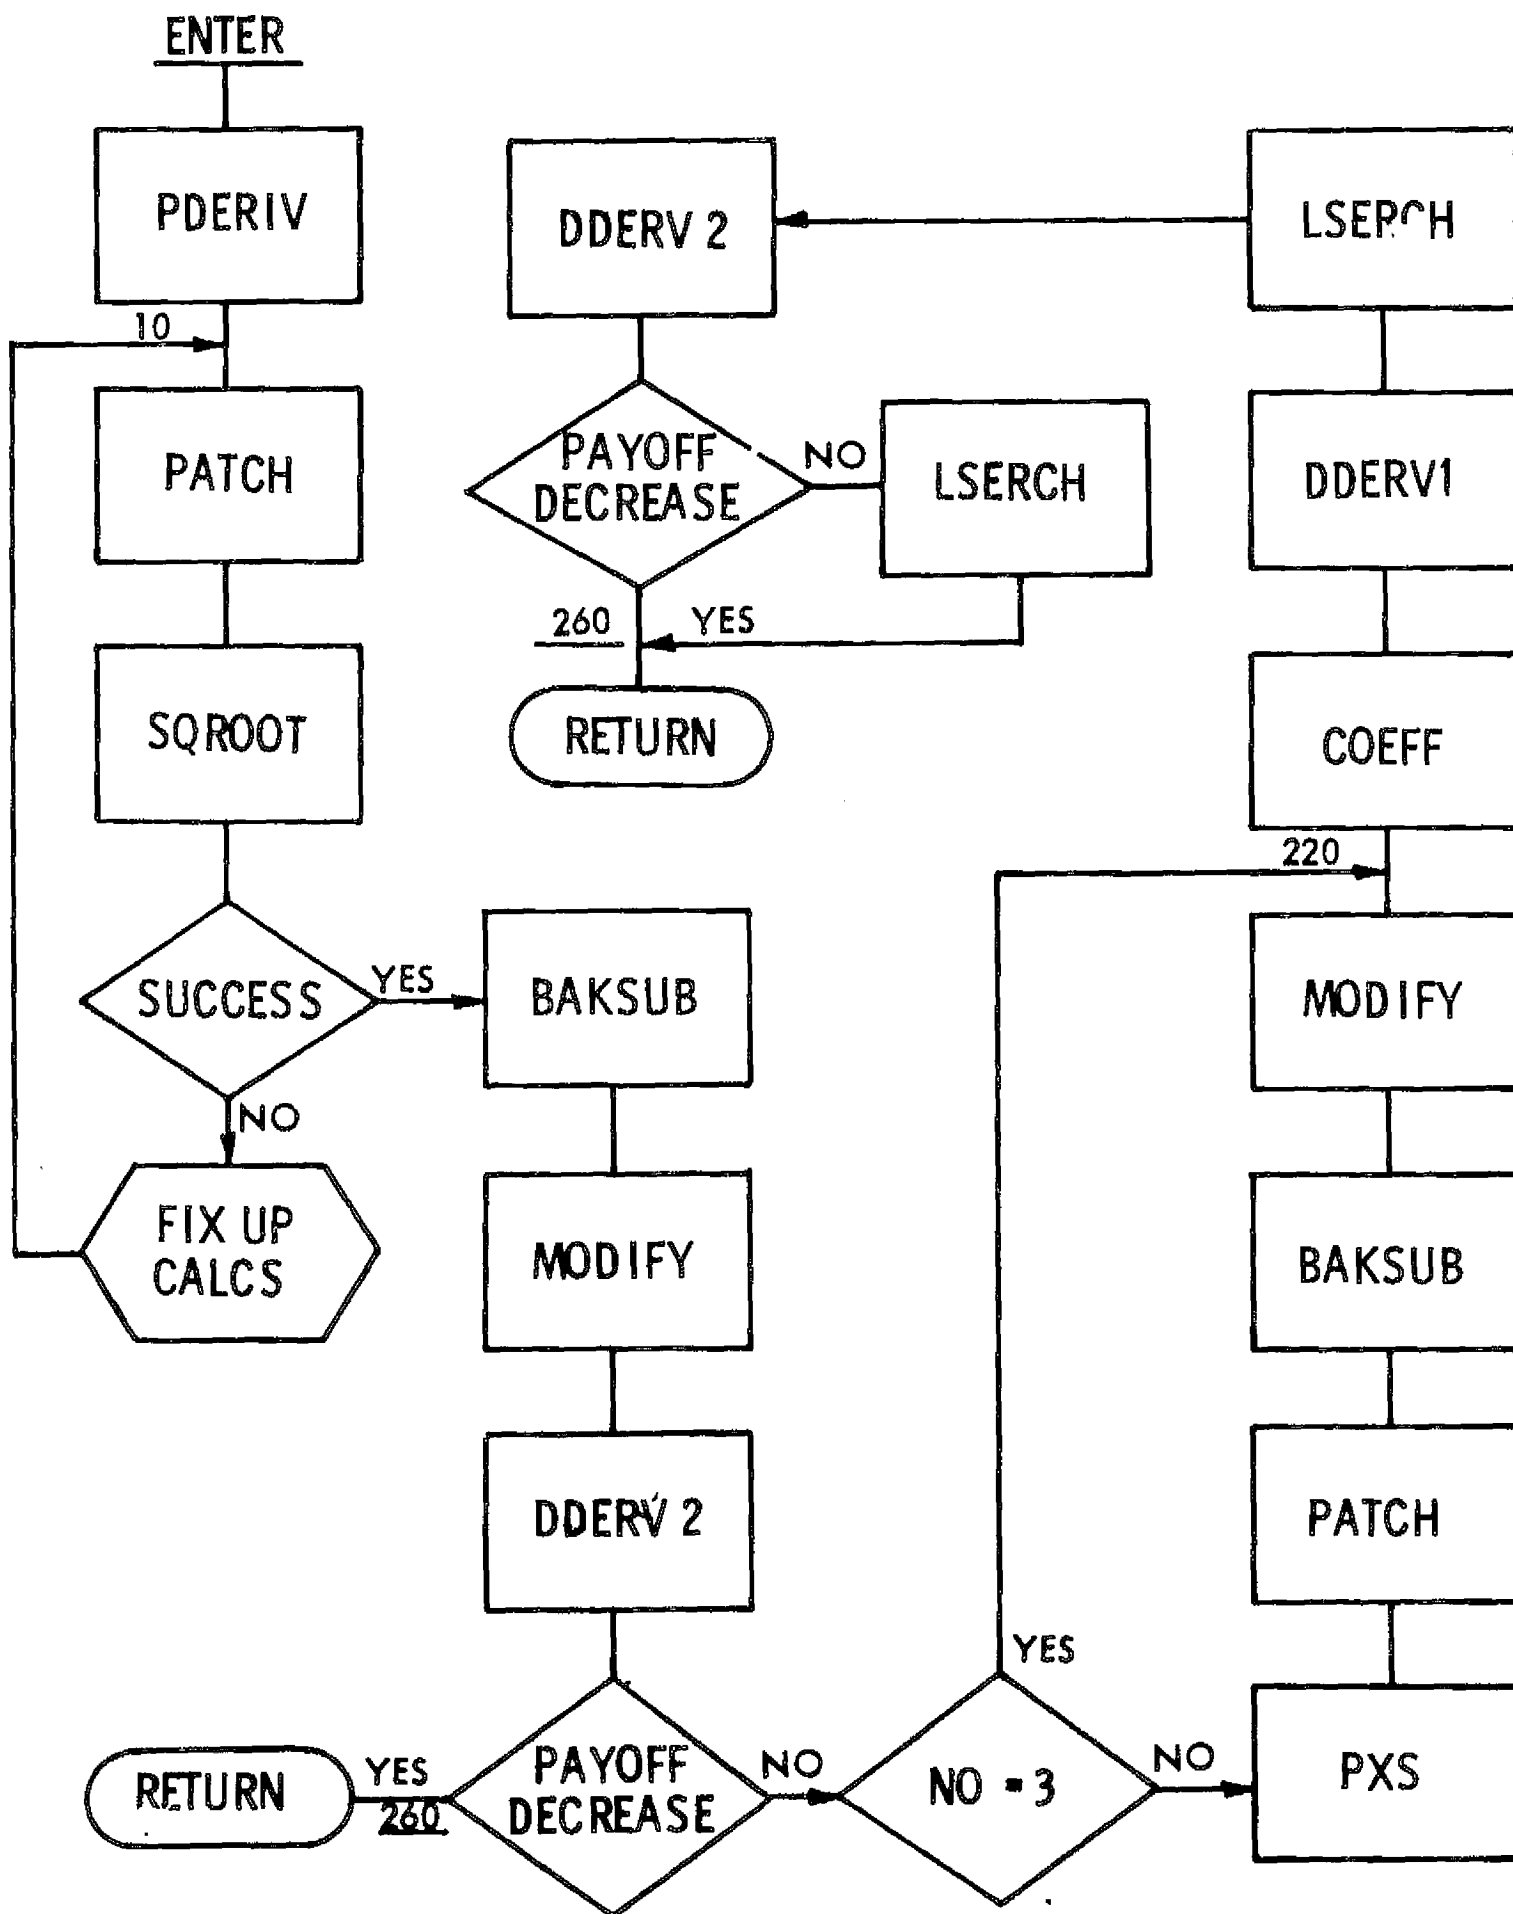 ENTER
PDERIV
10
PATCH
SQROOT
SUCCESS
YES
NO
FIX UP
CALCS
BAKSUB
MODIFY
DDERV 2
PAYOFF
DECREASE
YES
260
RETURN
NO
NO = 3
YES
NO
PXS
PATCH
BAKSUB
MODIFY
220
COEFF
DDERV1
DDERV 2
PAYOFF
DECREASE
NO
LSERCH
YES
260
RETURN